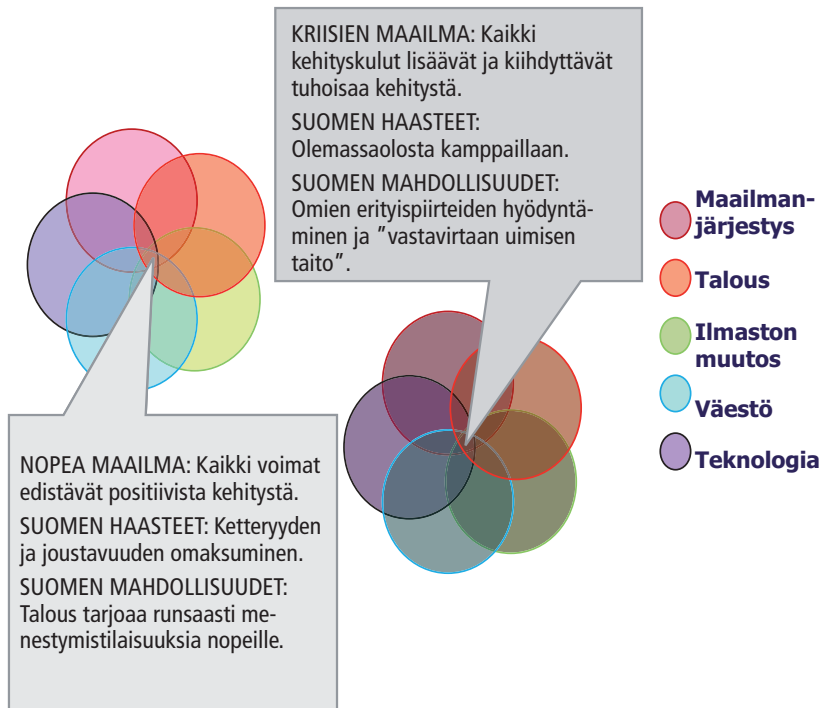 KRIISIEN MAAILMA: Kaikki
kehityskulut lisäävät ja kiihdyttävät
tuhoisaa kehitystä.
SUOMEN HAASTEET:
Olemassaolosta kamppaillaan.
SUOMEN MAHDOLLISUUDET:
Omien erityispiirteiden hyödyntä-
minen ja ”vastavirtaan uimisen
taito”.
Maailman-
järjestys
Talous
Ilmaston
muutos
Väestö
Teknologia
NOPEA MAAILMA: Kaikki voimat
edistävät positiivista kehitystä.
SUOMEN HAASTEET: Ketteryyden
ja joustavuuden omaksuminen.
SUOMEN MAHDOLLISUUDET:
Talous tarjoaa runsaasti me-
nestymistilaisuuksia nopeille.